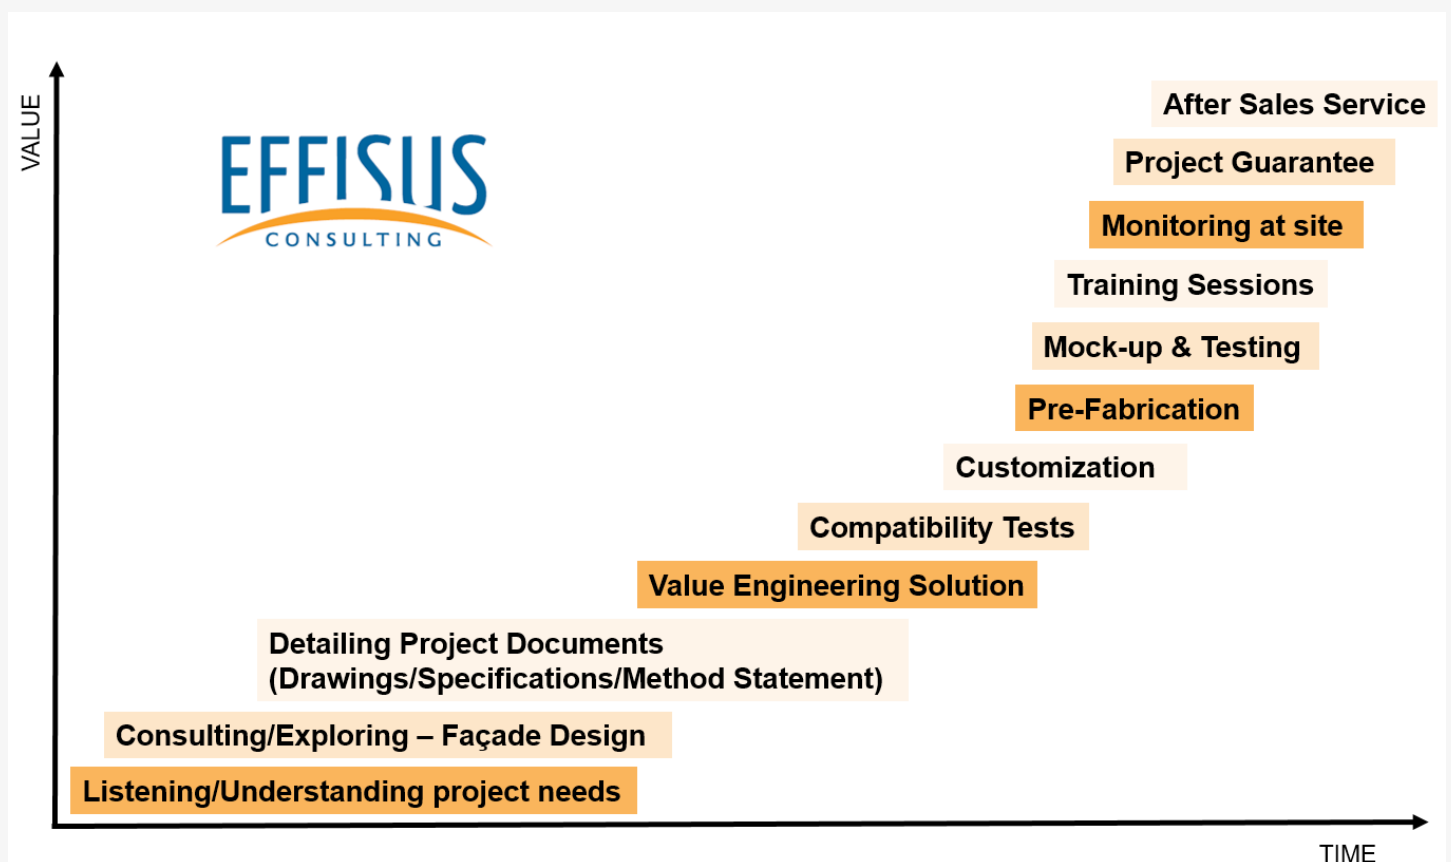 VALUE
EFFISUS
CONSULTING
After Sales Service
Project Guarantee
Monitoring at site
Training Sessions
Mock-up & Testing
Pre-Fabrication
Customization
Compatibility Tests
Value Engineering Solution
Detailing Project Documents
(Drawings/Specifications/Method Statement)
Consulting/Exploring – Façade Design
Listening/Understanding project needs
TIME